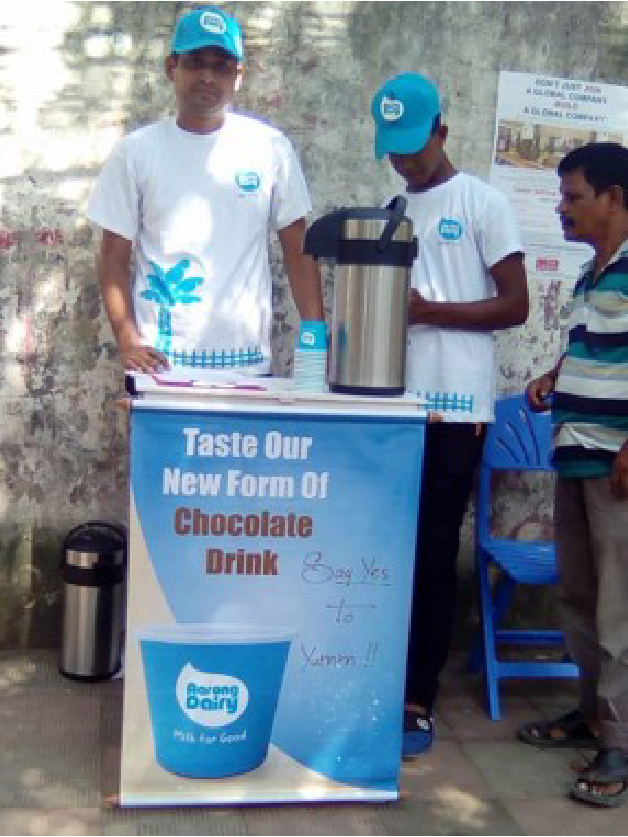 DON'T JUST JOIN
A GLOBAL COMPANY
BUILD
A GLOBAL COMPANY!
Taste Our
New Form Of
Chocolate
Drink
Say Yes
to
Yummm !!
Aarong
Dairy
Milk For Good